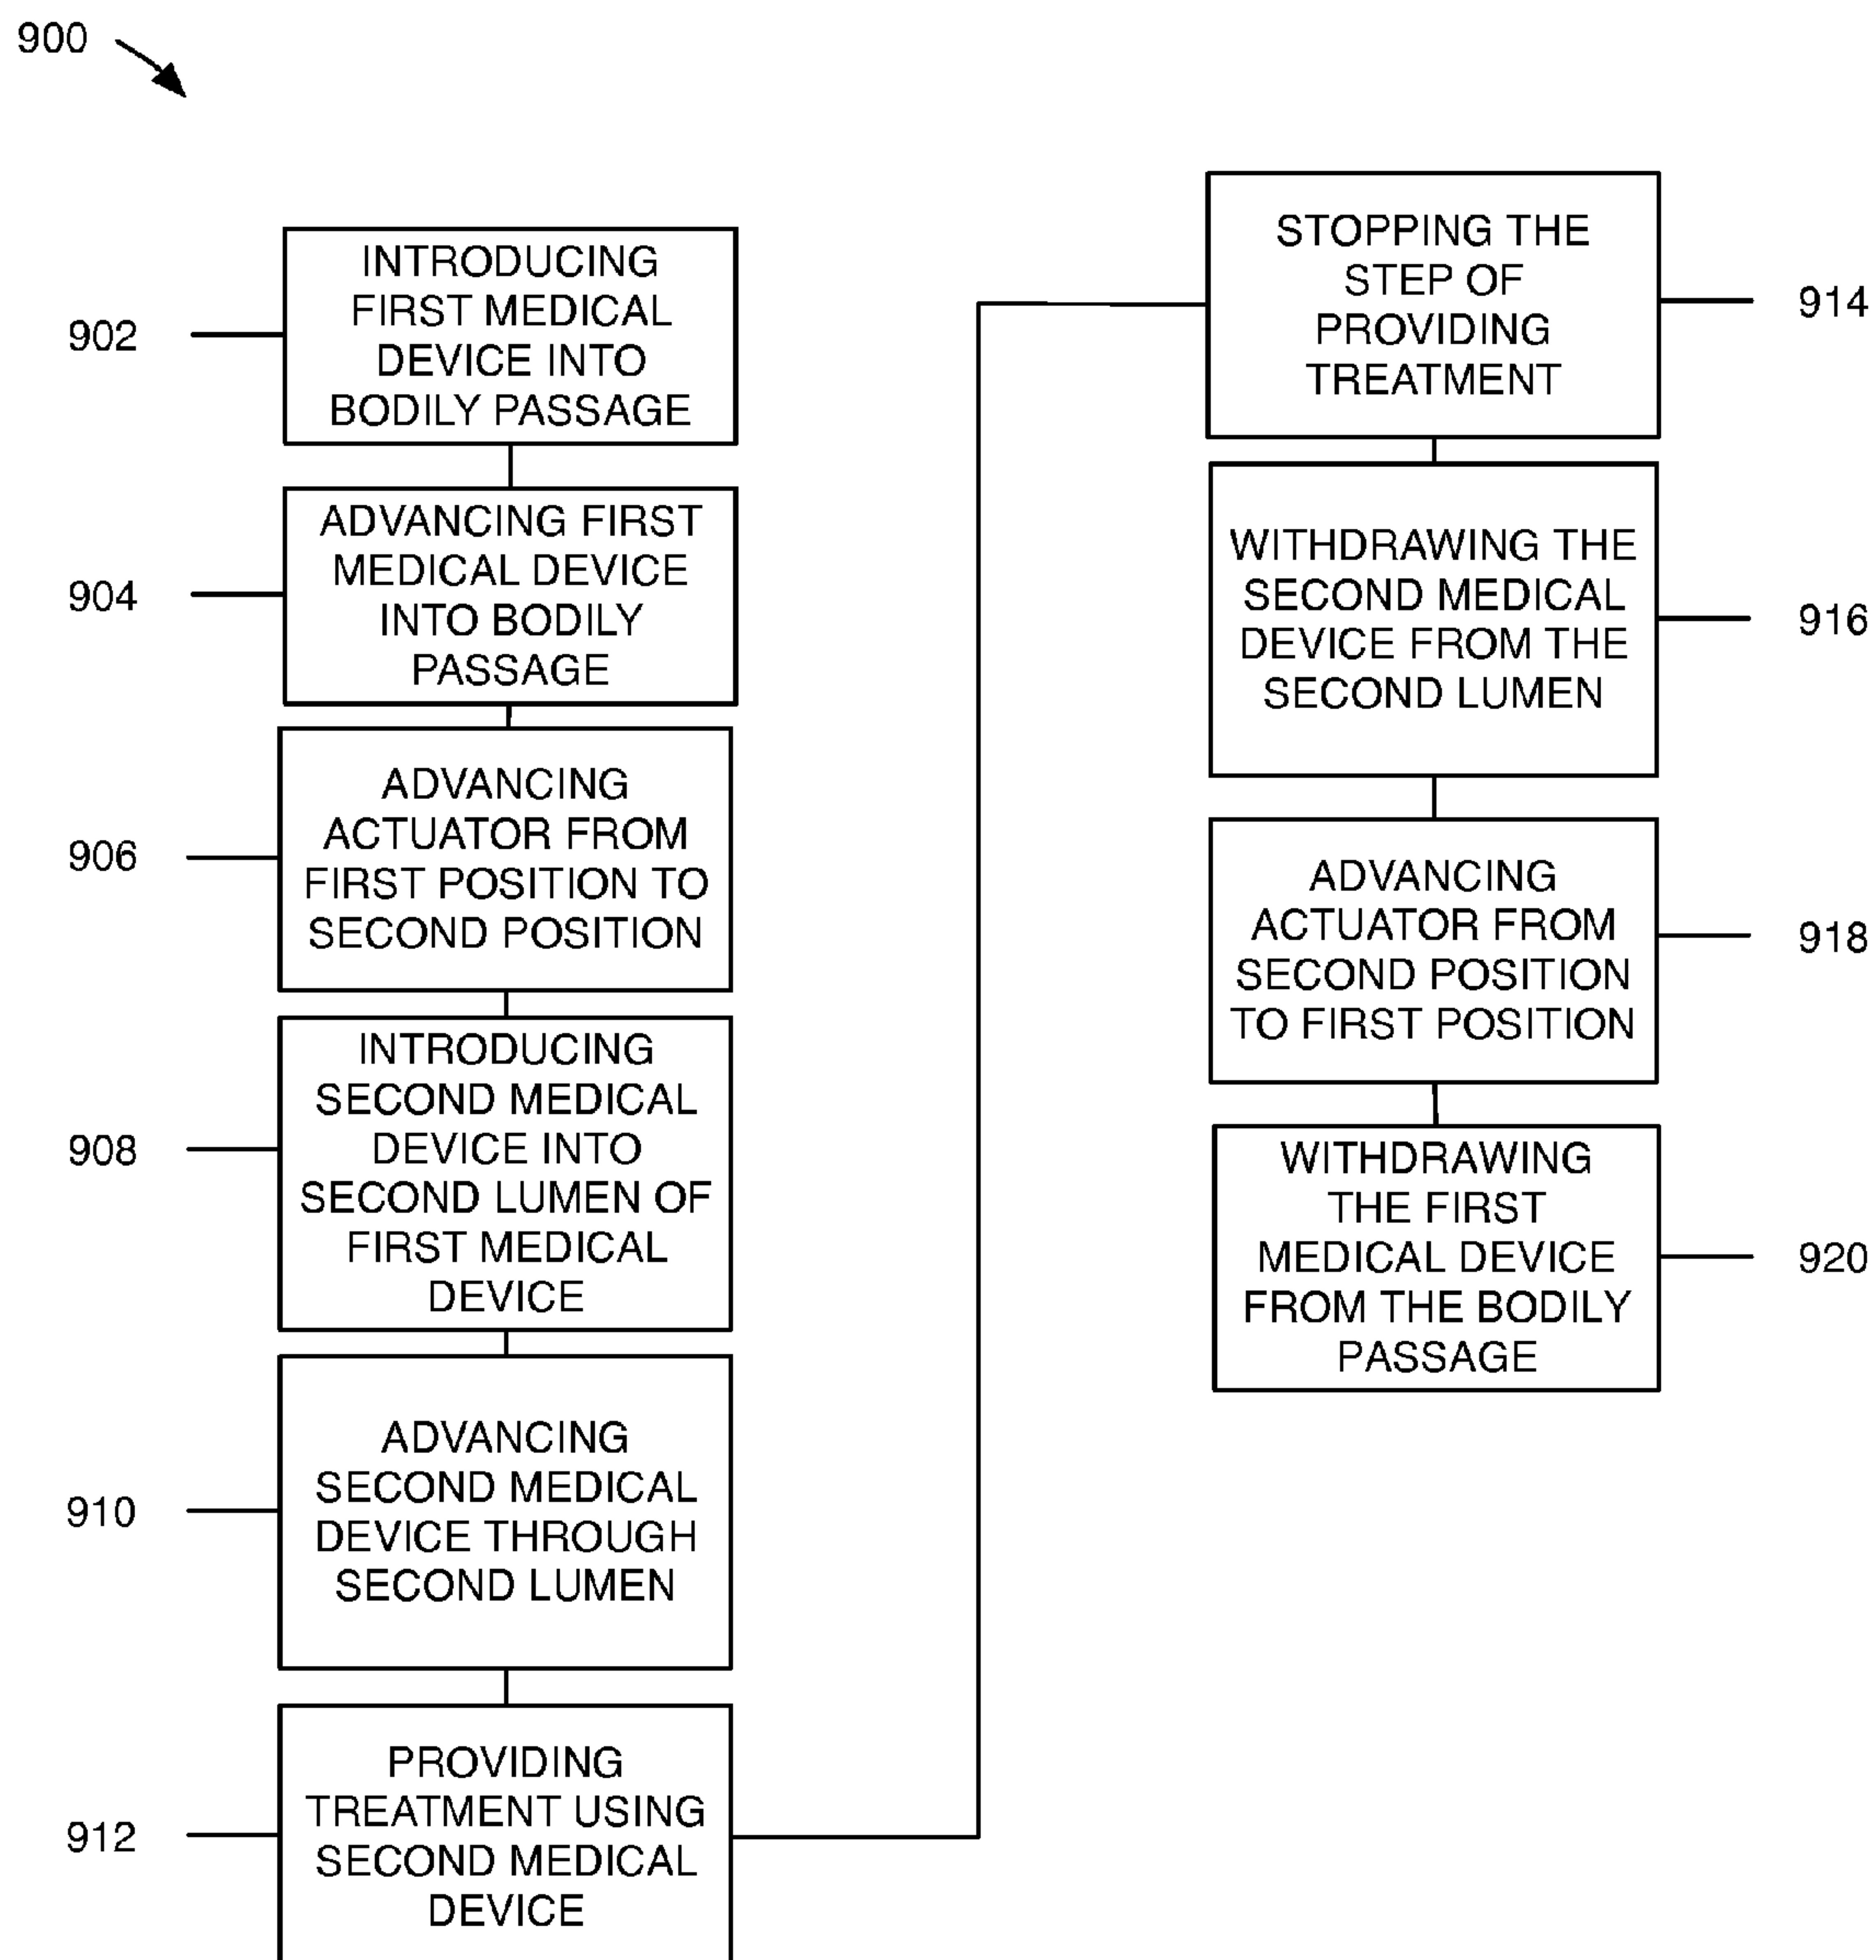 900
902
INTRODUCING
FIRST MEDICAL
DEVICE INTO
BODILY PASSAGE
904
ADVANCING FIRST
MEDICAL DEVICE
INTO BODILY
PASSAGE
906
ADVANCING
ACTUATOR FROM
FIRST POSITION TO
SECOND POSITION
908
INTRODUCING
SECOND MEDICAL
DEVICE INTO
SECOND LUMEN OF
FIRST MEDICAL
DEVICE
910
ADVANCING
SECOND MEDICAL
DEVICE THROUGH
SECOND LUMEN
912
PROVIDING
TREATMENT USING
SECOND MEDICAL
DEVICE
STOPPING THE
STEP OF
PROVIDING
TREATMENT
914
WITHDRAWING THE
SECOND MEDICAL
DEVICE FROM THE
SECOND LUMEN
916
ADVANCING
ACTUATOR FROM
SECOND POSITION
TO FIRST POSITION
918
WITHDRAWING
THE FIRST
MEDICAL DEVICE
FROM THE BODILY
PASSAGE
920